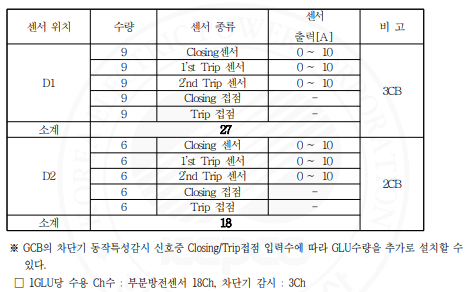 센서 위치 수량 센서 종류 센서 출력[A] 비 고
D1 9 Closing센서 0 ~ 10 3CB
9 1'st Trip 센서 0 ~ 10
9 2'nd Trip 센서 0 ~ 10
9 Closing 접점 -
9 Trip 접점 -
소계 27
D2 6 Closing 센서 0 ~ 10 2CB
6 1'st Trip 센서 0 ~ 10
6 2'nd Trip 센서 0 ~ 10
6 Closing 접점 -
6 Trip 접점 -
소계 18
※ GCB의 차단기 동작특성감시 신호중 Closing/Trip접점 입력수에 따라 GLU수량을 추가로 설치할 수
있다.
□ 1GLU당 수용 Ch수 : 부분방전센서 18Ch, 차단기 감시 : 3Ch